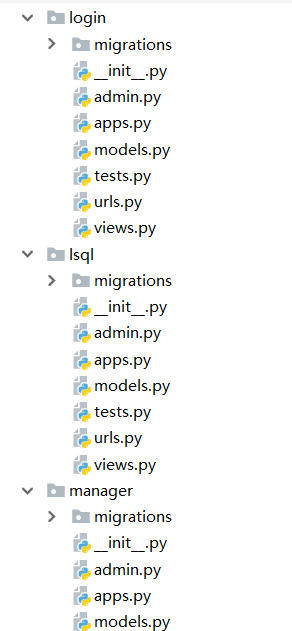 login
migrations
__init__.py
admin.py
apps.py
models.py
tests.py
urls.py
views.py
lsql
migrations
__init__.py
admin.py
apps.py
models.py
tests.py
urls.py
views.py
manager
migrations
__init__.py
admin.py
apps.py
models.py